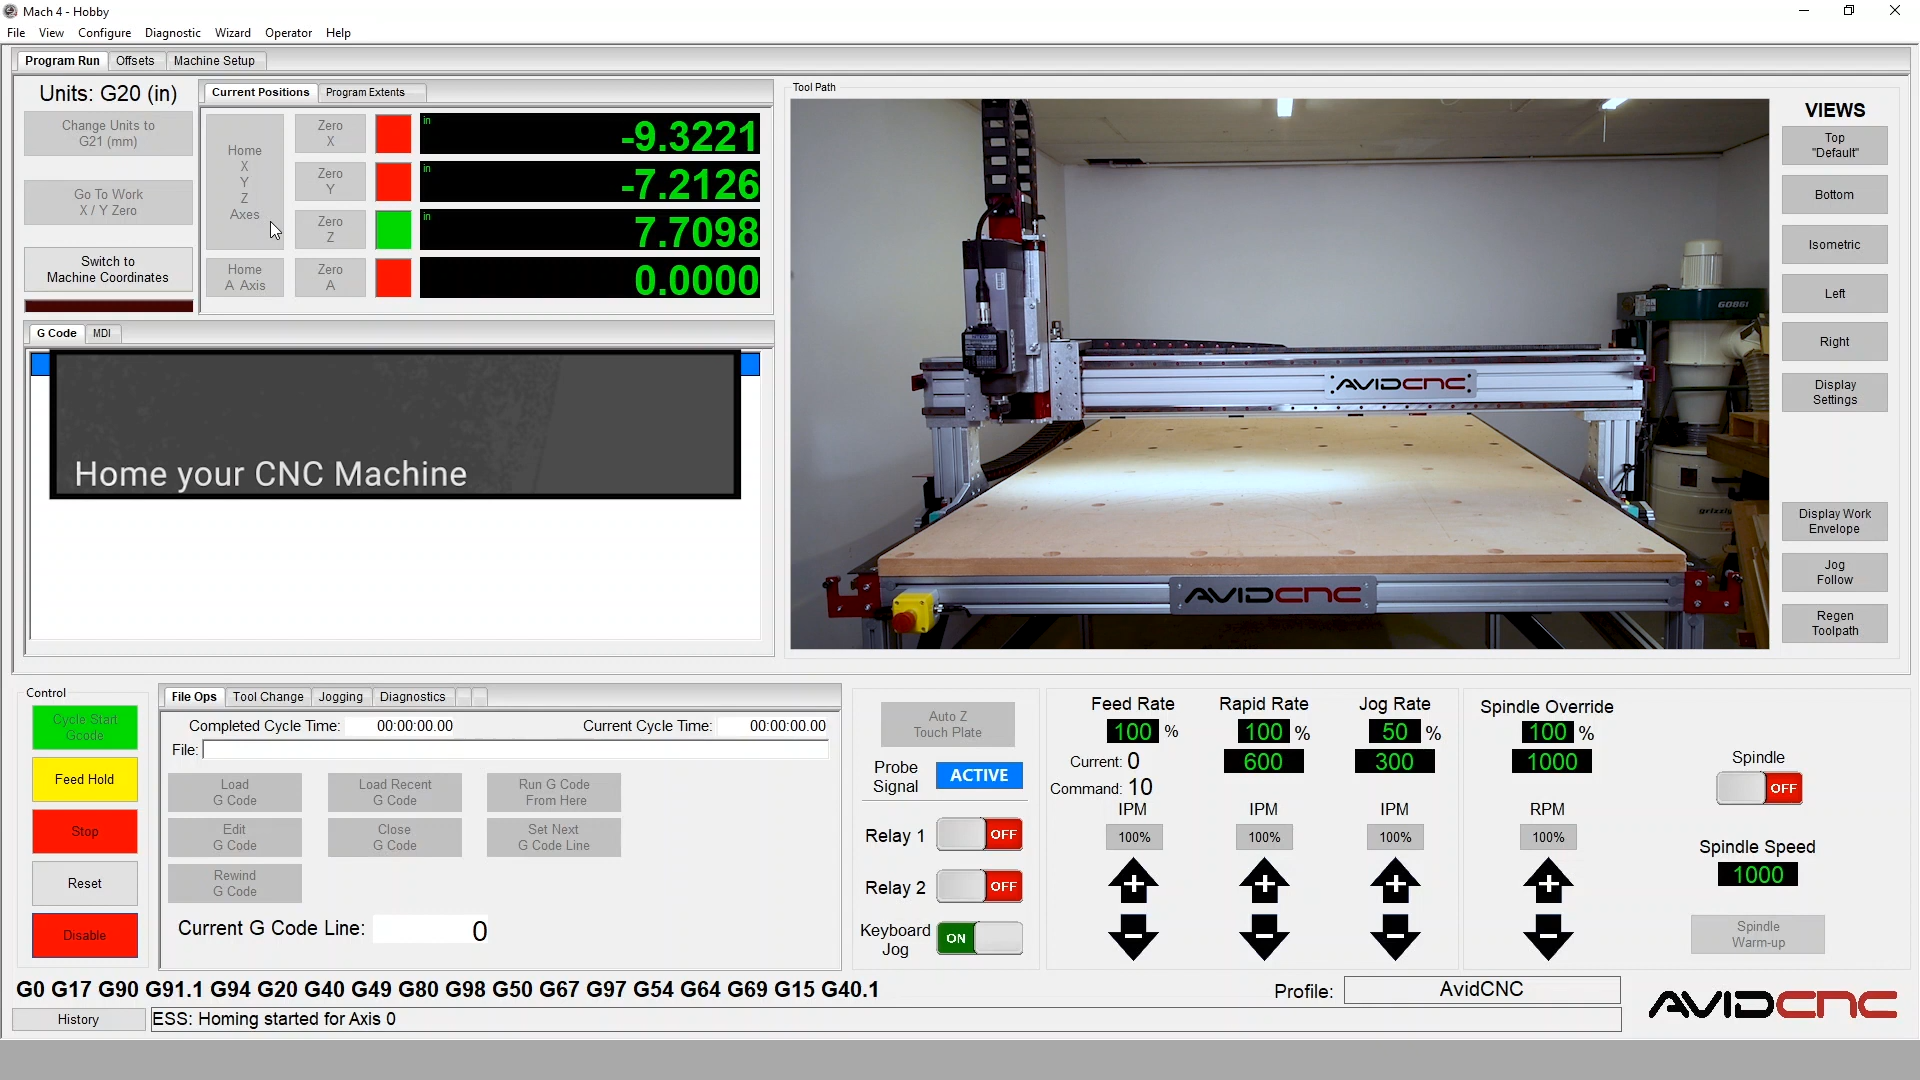 Mach 4 - Hobby
File View Configure Diagnostic Wizard Operator Help
Program Run Offsets Machine Setup
Units: G20 (in)
Change Units to
G21 (mm)
Go To Work
X / Y Zero
Switch to
Machine Coordinates
Current Positions Program Extents
Home
X
Y
Z
Axes
Home
A Axis
Zero
X
in
-9.3221
Zero
Y
in
-7.2126
Zero
Z
in
7.7098
Zero
A
0.0000
G Code MDI
Home your CNC Machine
Tool Path
G0861
AVIDCNC
grizzly
AVIDCNC
VIEWS
Top
"Default"
Bottom
Left
Isometric
Right
Display
Settings
Display Work
Envelope
Jog
Follow
Regen
Toolpath
Control
Cycle Start
Gcode
Feed Hold
Stop
Reset
Disable
File Ops Tool Change Jogging Diagnostics
Completed Cycle Time: 00:00:00.00 Current Cycle Time: 00:00:00.00
File:
Load
G Code
Load Recent
G Code
Run G Code
From Here
Edit
G Code
Close
G Code
Set Next
G Code Line
Rewind
G Code
Current G Code Line: 0
Auto Z
Touch Plate
Probe
Signal
ACTIVE
Relay 1 OFF
Relay 2 OFF
Keyboard
Jog
ON
Feed Rate
100 %
Current: 0
Command: 10
IPM
100%
+
-
Rapid Rate
100 %
600
IPM
100%
+
-
Jog Rate
50 %
300
IPM
100%
+
-
Spindle Override
100 %
1000
RPM
100%
+
-
Spindle
OFF
Spindle Speed
1000
Spindle
Warm-up
G0 G17 G90 G91.1 G94 G20 G40 G49 G80 G98 G50 G67 G97 G54 G64 G69 G15 G40.1
Profile: AvidCNC
AVIDCNC
History
ESS: Homing started for Axis 0